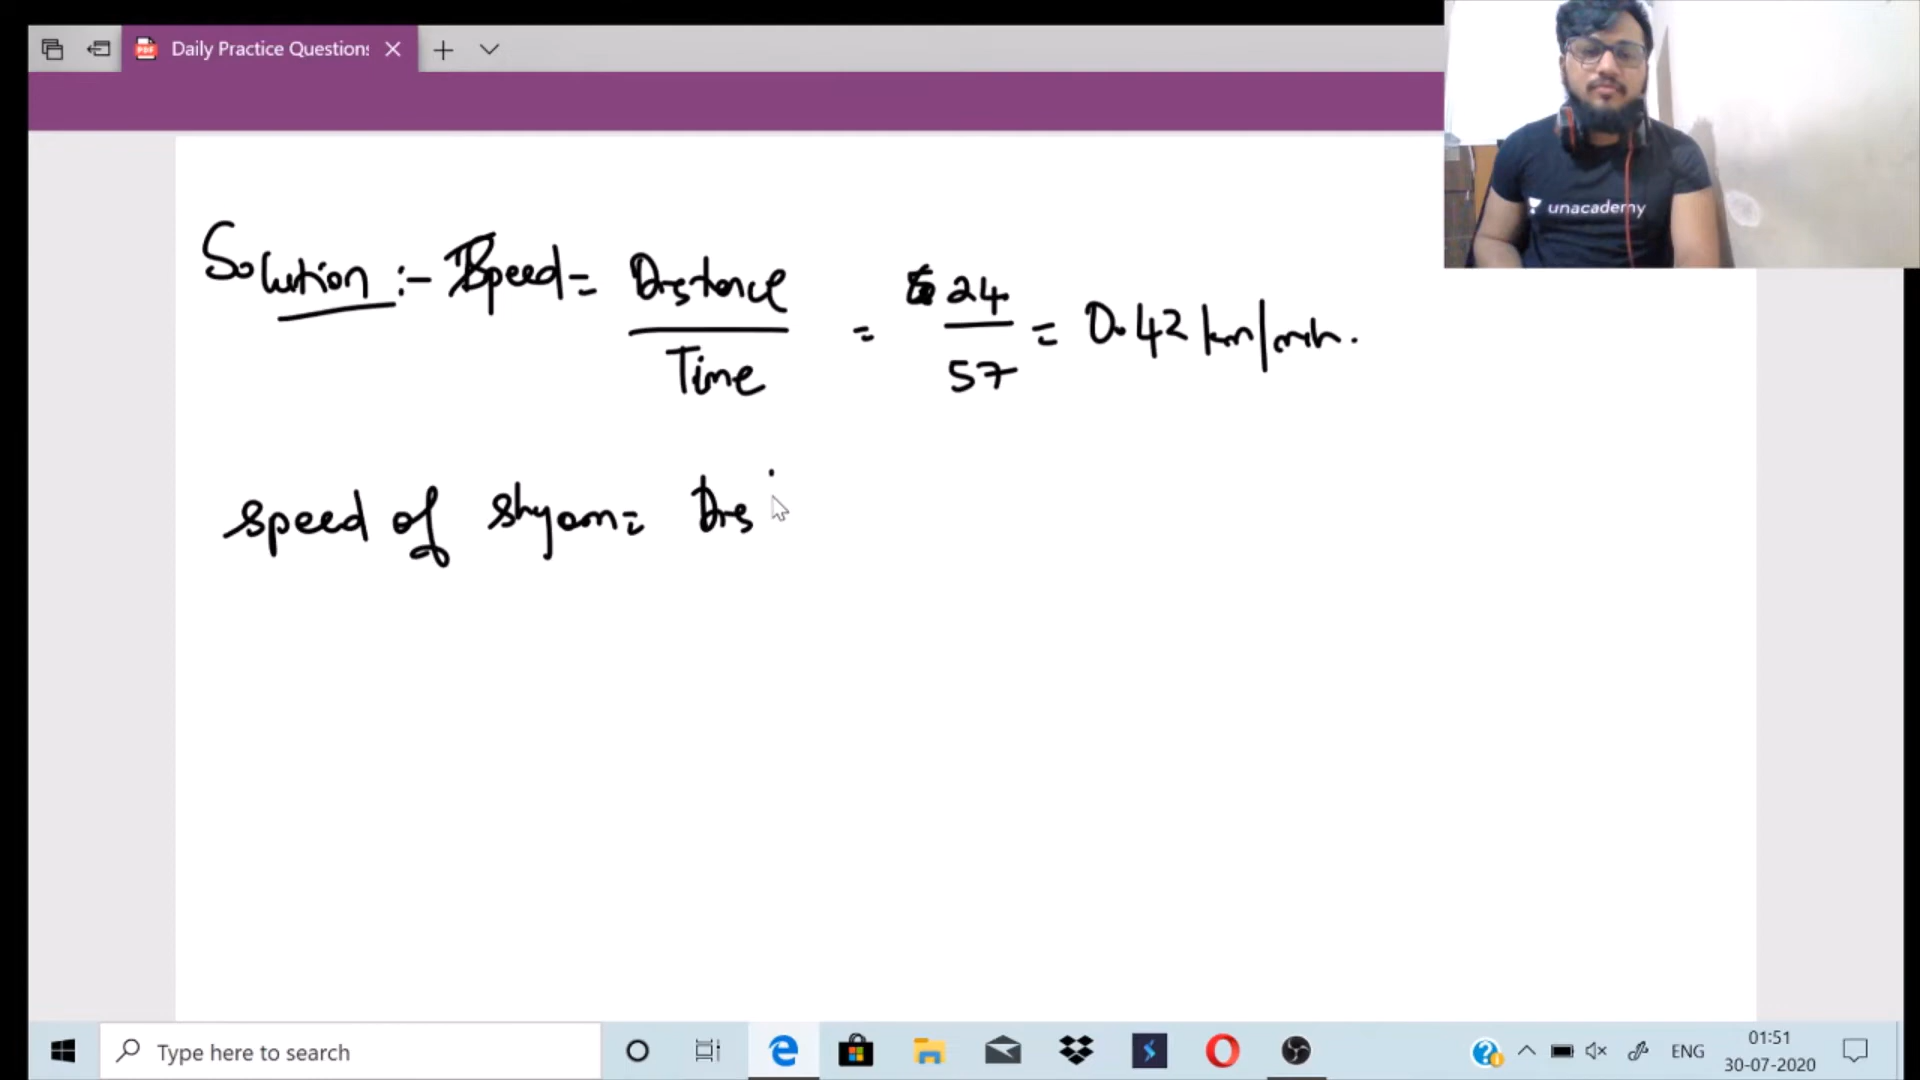 Daily Practice Questions
unacademy
Solution :- Speed = Distance / Time = 24 / 57 = 0.42 km/min.
speed of shyam = Dis
Type here to search
ENG
01:51
30-07-2020